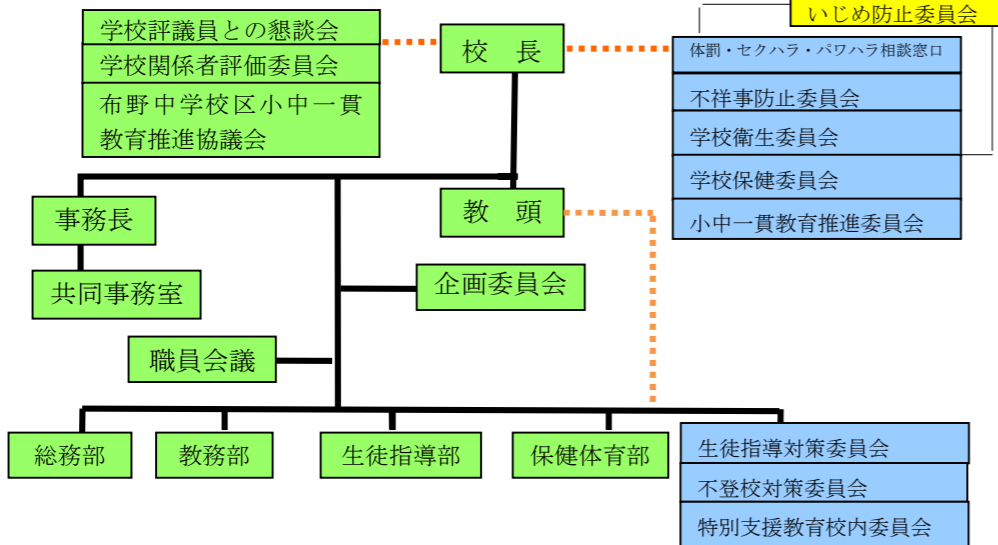 いじめ防止委員会
学校評議員との懇談会
学校関係者評価委員会
布野中学校区小中一貫
教育推進協議会
校 長
体罰・セクハラ・パワハラ相談窓口
不祥事防止委員会
学校衛生委員会
学校保健委員会
小中一貫教育推進委員会
事務長
教 頭
共同事務室
企画委員会
職員会議
総務部
教務部
生徒指導部
保健体育部
生徒指導対策委員会
不登校対策委員会
特別支援教育校内委員会